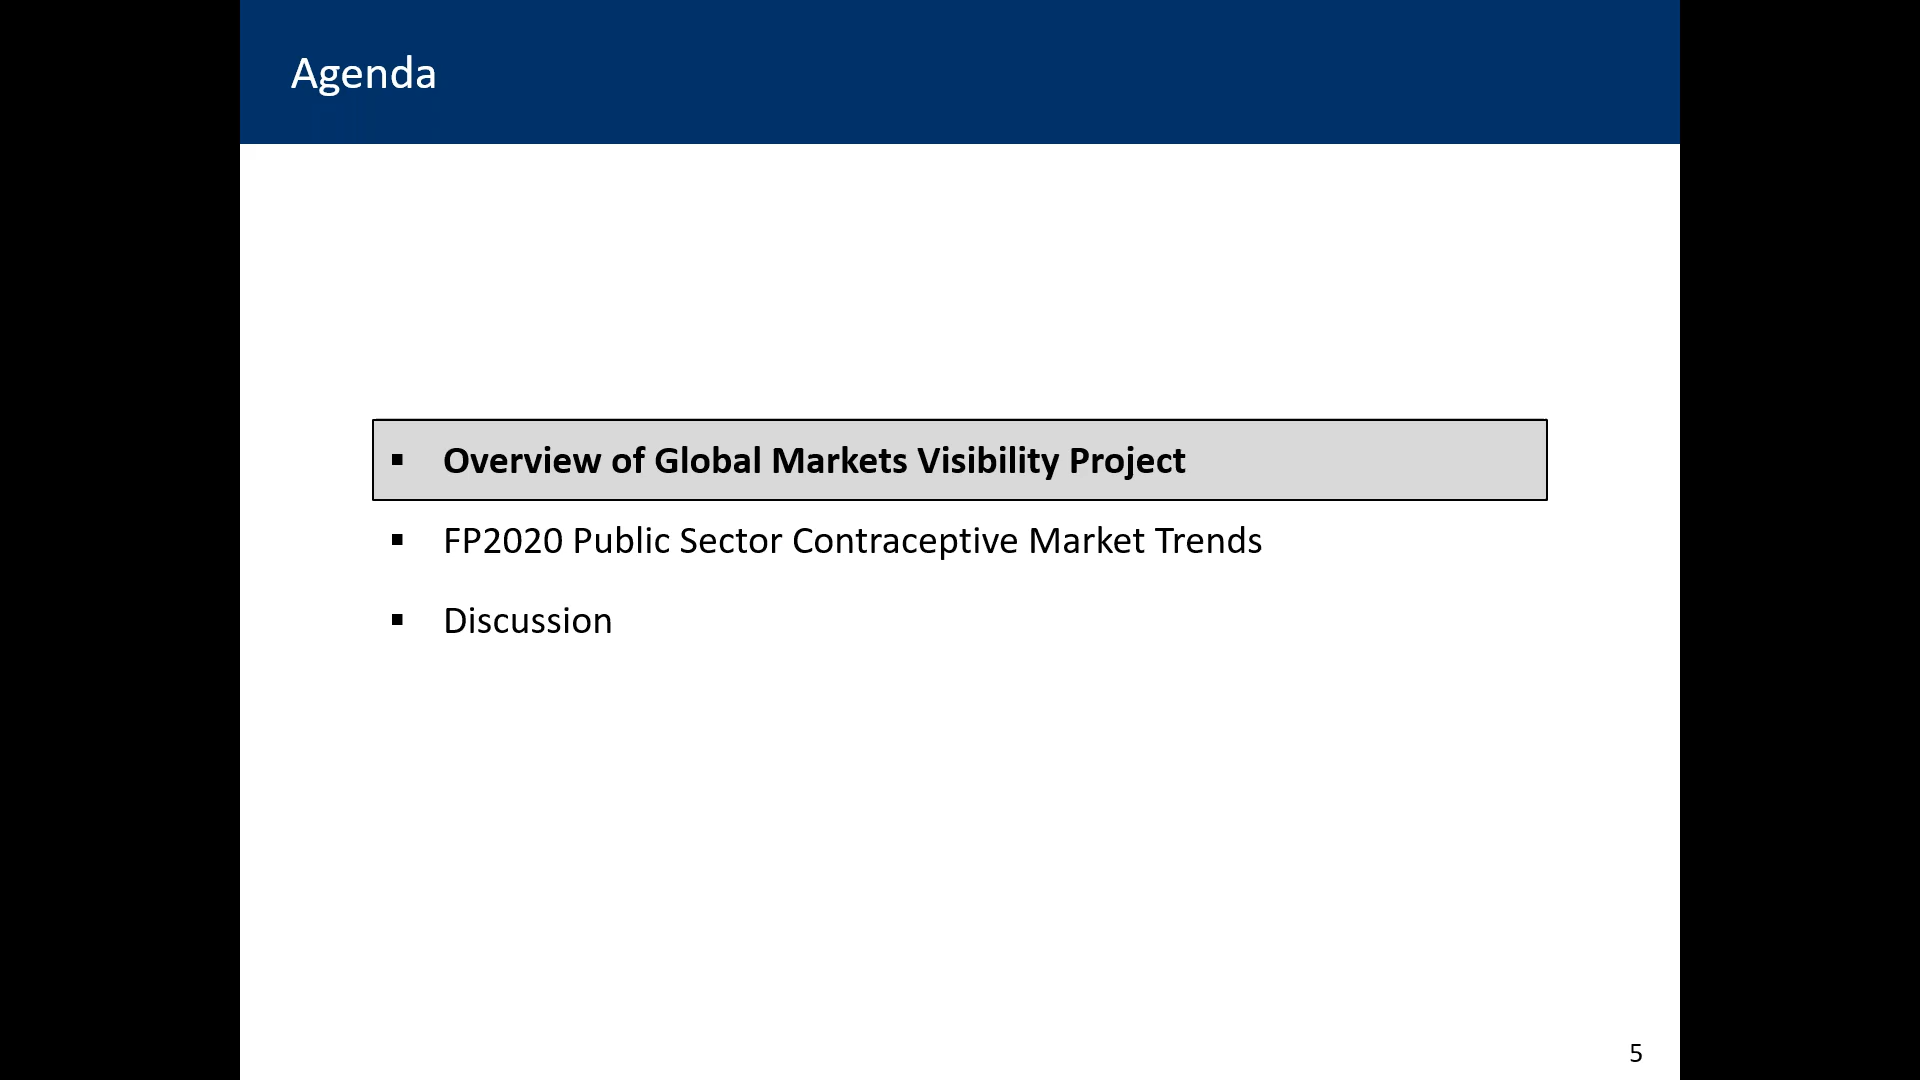 Agenda
▪ Overview of Global Markets Visibility Project
▪ FP2020 Public Sector Contraceptive Market Trends
▪ Discussion
5